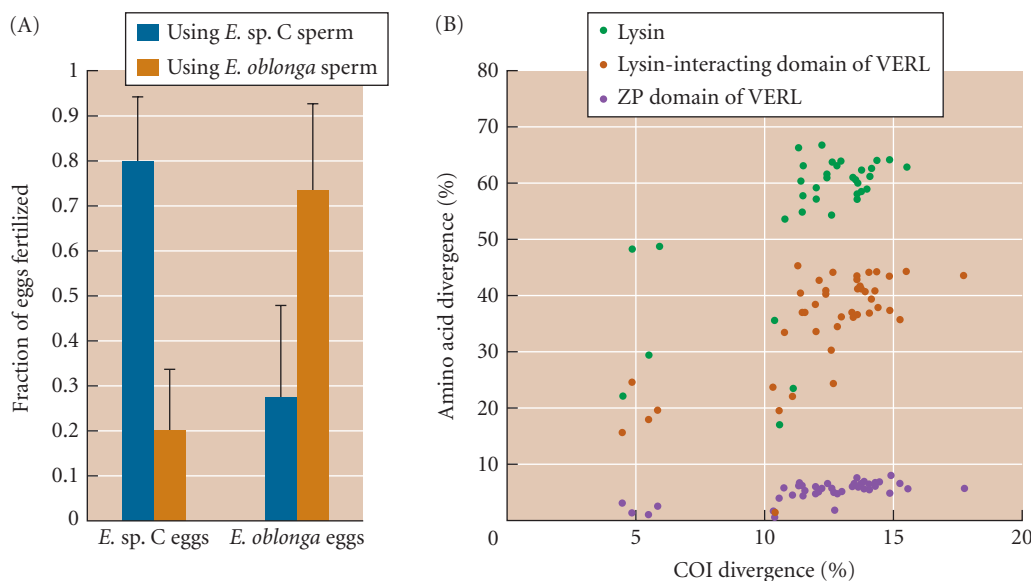 (A)
Using E. sp. C sperm
Using E. oblonga sperm
1
0.9
0.8
0.7
0.6
0.5
0.4
0.3
0.2
0.1
0
Fraction of eggs fertilized
E. sp. C eggs
E. oblonga eggs
(B)
Lysin
Lysin-interacting domain of VERL
ZP domain of VERL
80
70
60
50
40
30
20
10
0
5
10
15
20
Amino acid divergence (%)
COI divergence (%)